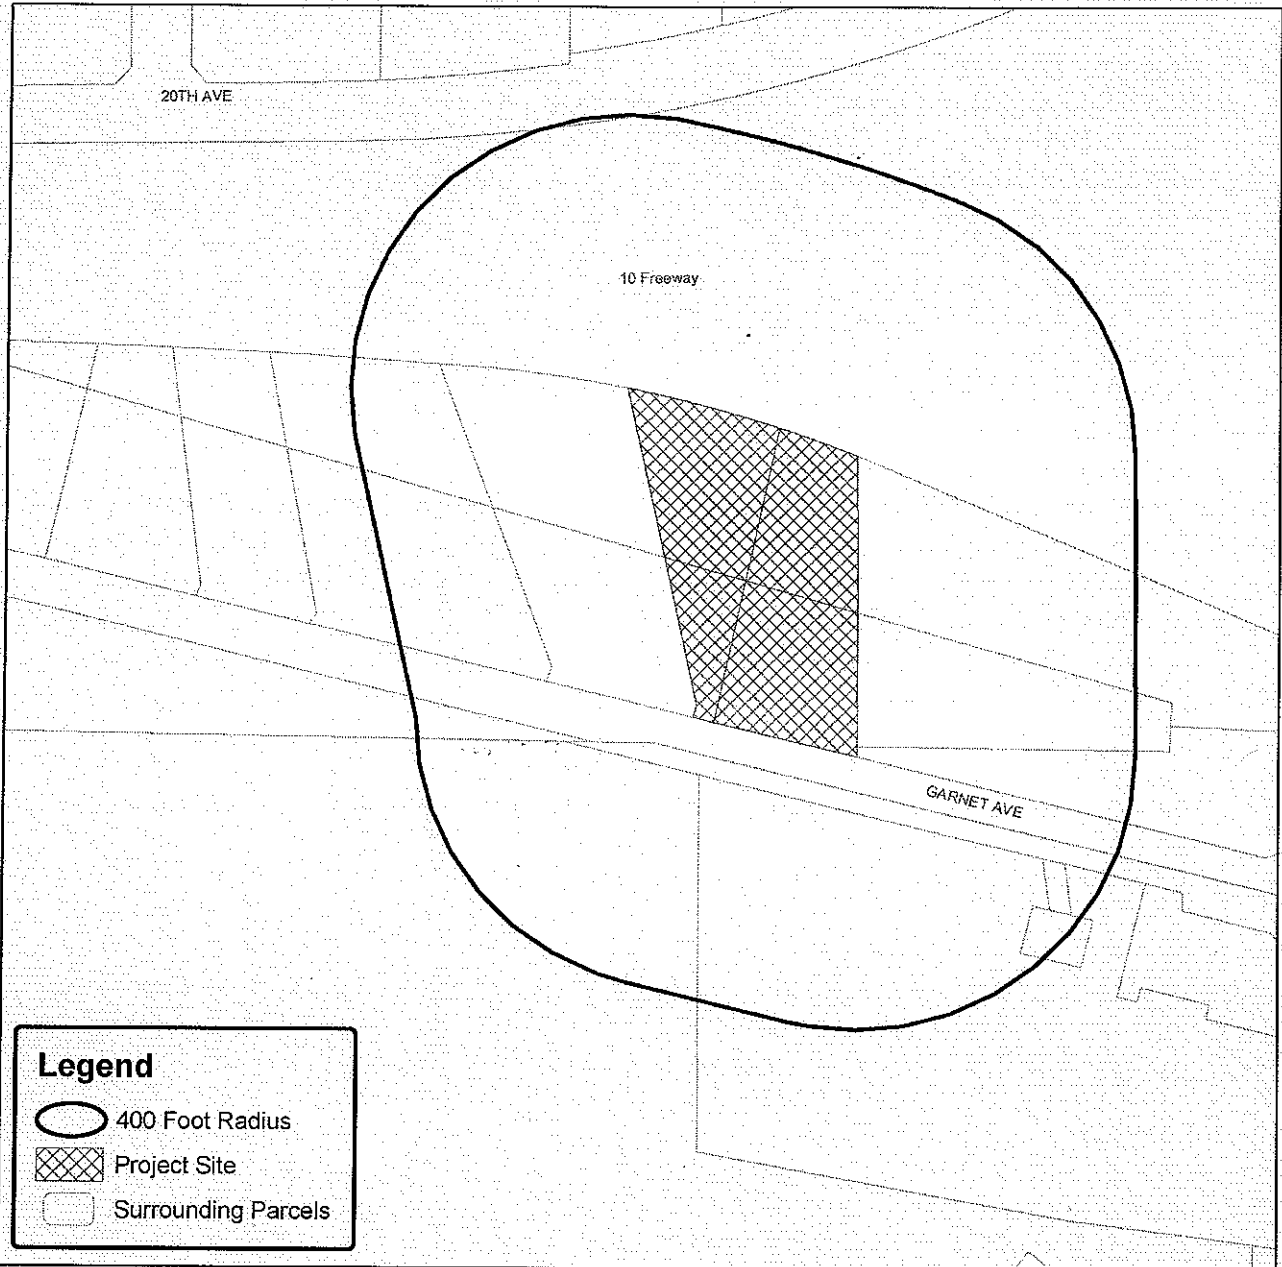 20TH AVE
10 Freeway
GARNET AVE
Legend
400 Foot Radius
Project Site
Surrounding Parcels